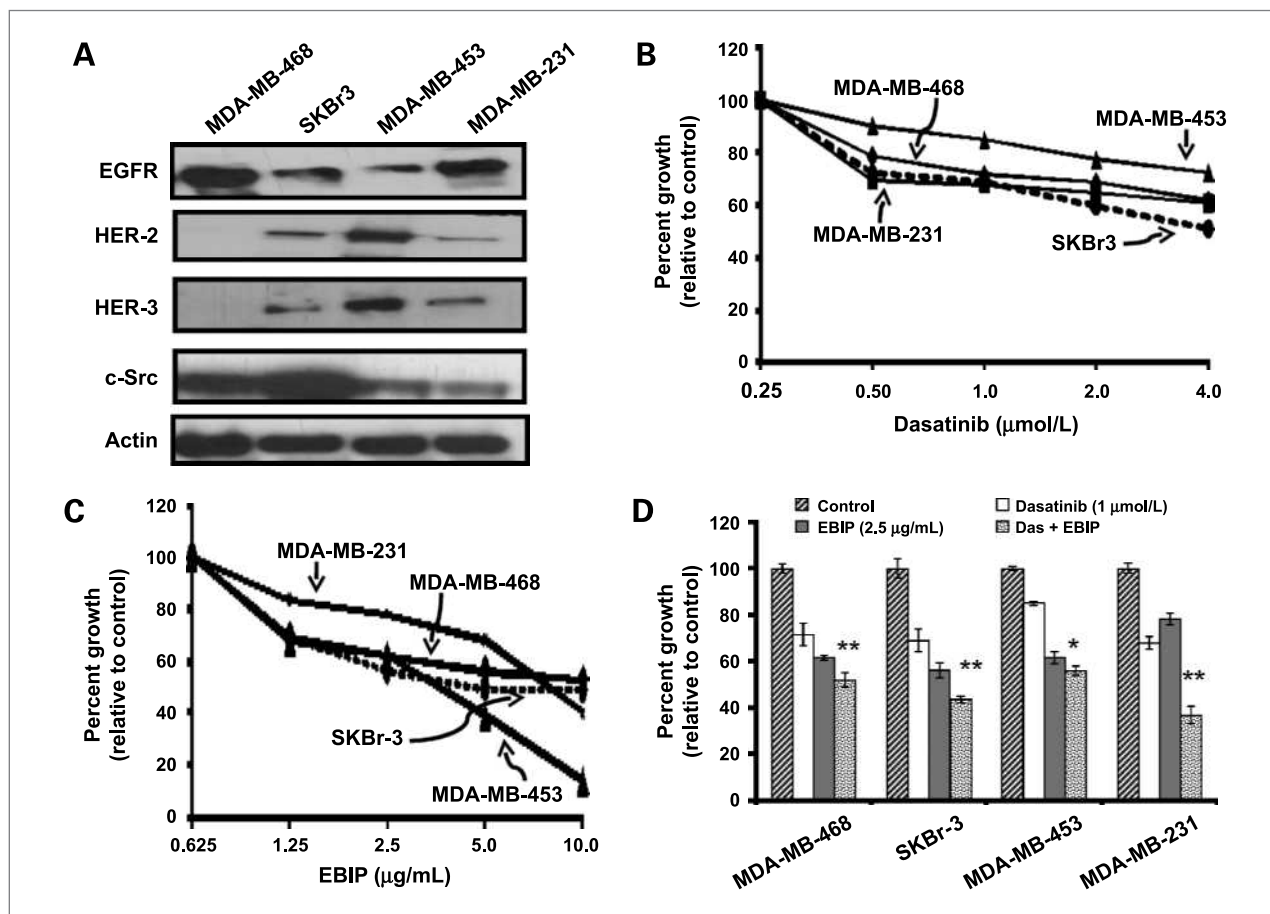 A
MDA-MB-468
SKBr3
MDA-MB-453
MDA-MB-231
EGFR
HER-2
HER-3
c-Src
Actin
B
120
100
80
60
40
20
0
Percent growth
(relative to control)
MDA-MB-468
MDA-MB-453
MDA-MB-231
SKBr3
0.25
0.50
1.0
2.0
4.0
Dasatinib (μmol/L)
C
120
100
80
60
40
20
0
Percent growth
(relative to control)
MDA-MB-231
MDA-MB-468
SKBr-3
MDA-MB-453
0.625
1.25
2.5
5.0
10.0
EBIP (μg/mL)
D
Control
Dasatinib (1 μmol/L)
EBIP (2.5 μg/mL)
Das + EBIP
120
100
80
60
40
20
0
Percent growth
(relative to control)
**
**
*
**
MDA-MB-468
SKBr-3
MDA-MB-453
MDA-MB-231